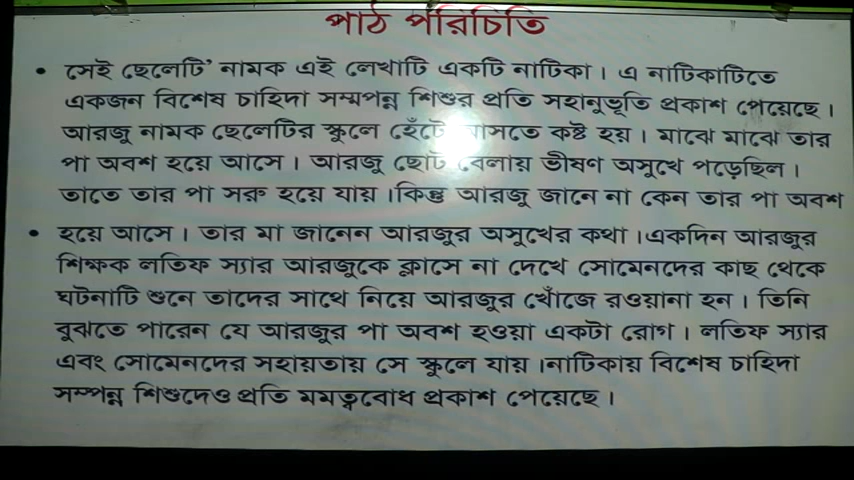 পাঠ পরিচিতি
• সেই ছেলেটি’ নামক এই লেখাটি একটি নাটিকা। এ নাটিকাটিতে
একজন বিশেষ চাহিদা সম্মপন্ন শিশুর প্রতি সহানুভূতি প্রকাশ পেয়েছে।
আরজু নামক ছেলেটির স্কুলে হেঁটে আসতে কষ্ট হয়। মাঝে মাঝে তার
পা অবশ হয়ে আসে। আরজু ছোট বেলায় ভীষণ অসুখে পড়েছিল।
তাতে তার পা সরু হয়ে যায়।কিন্তু আরজু জানে না কেন তার পা অবশ
• হয়ে আসে। তার মা জানেন আরজুর অসুখের কথা।একদিন আরজুর
শিক্ষক লতিফ স্যার আরজুকে ক্লাসে না দেখে সোমেনদের কাছ থেকে
ঘটনাটি শুনে তাদের সাথে নিয়ে আরজুর খোঁজে রওয়ানা হন। তিনি
বুঝতে পারেন যে আরজুর পা অবশ হওয়া একটা রোগ। লতিফ স্যার
এবং সোমেনদের সহায়তায় সে স্কুলে যায়।নাটিকায় বিশেষ চাহিদা
সম্পন্ন শিশুদেও প্রতি মমত্ববোধ প্রকাশ পেয়েছে।